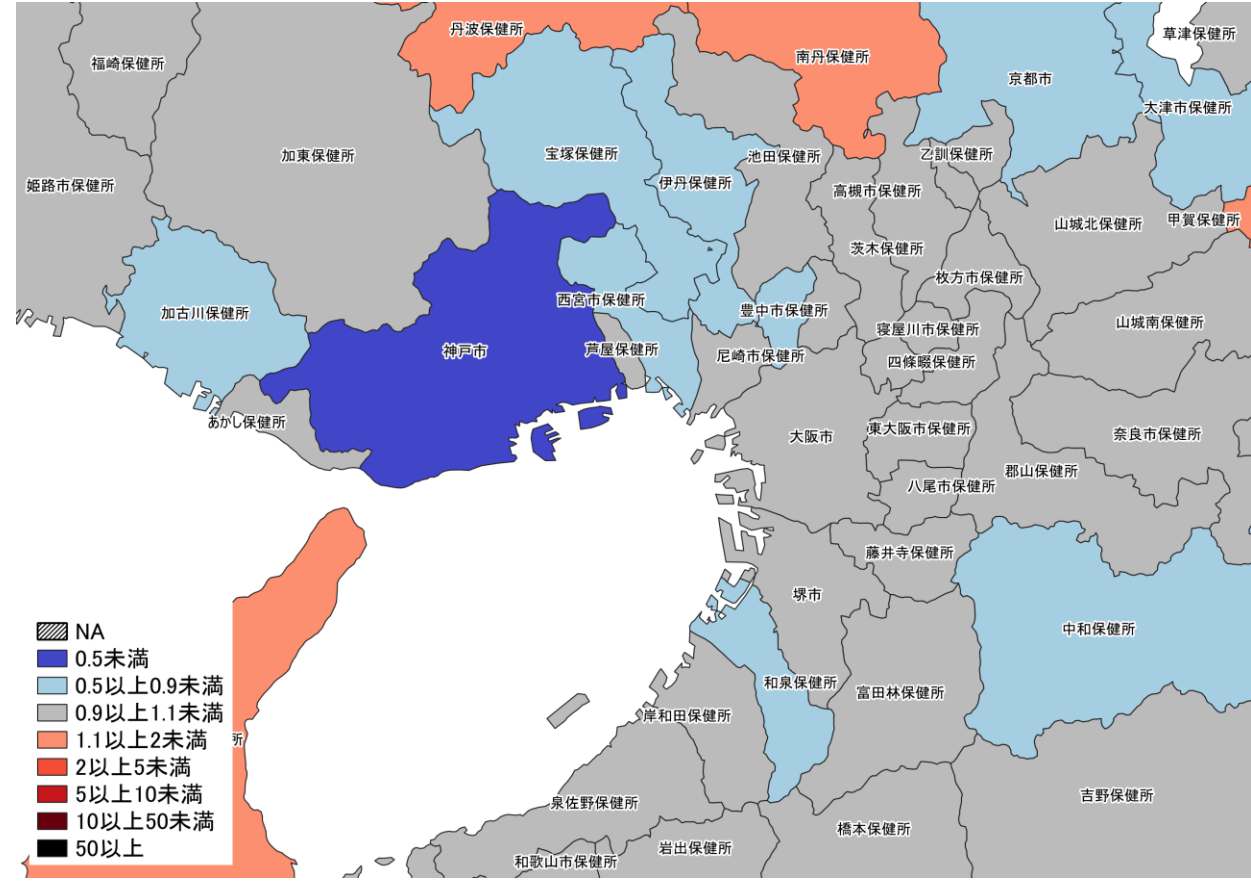 丹波保健所
草津保健所
福崎保健所
南丹保健所
京都市
大津市保健所
加東保健所
宝塚保健所
池田保健所
乙訓保健所
姫路市保健所
伊丹保健所
高槻市保健所
山城北保健所
甲賀保健所
茨木保健所
枚方市保健所
加古川保健所
西宮市保健所
豊中市保健所
山城南保健所
寝屋川市保健所
神戸市
芦屋保健所
尼崎市保健所
四條畷保健所
あかし保健所
大阪市
東大阪市保健所
奈良市保健所
郡山保健所
八尾市保健所
藤井寺保健所
堺市
中和保健所
和泉保健所
富田林保健所
岸和田保健所
所
泉佐野保健所
吉野保健所
橋本保健所
岩出保健所
和歌山市保健所
NA
0.5未満
0.5以上0.9未満
0.9以上1.1未満
1.1以上2未満
2以上5未満
5以上10未満
10以上50未満
50以上